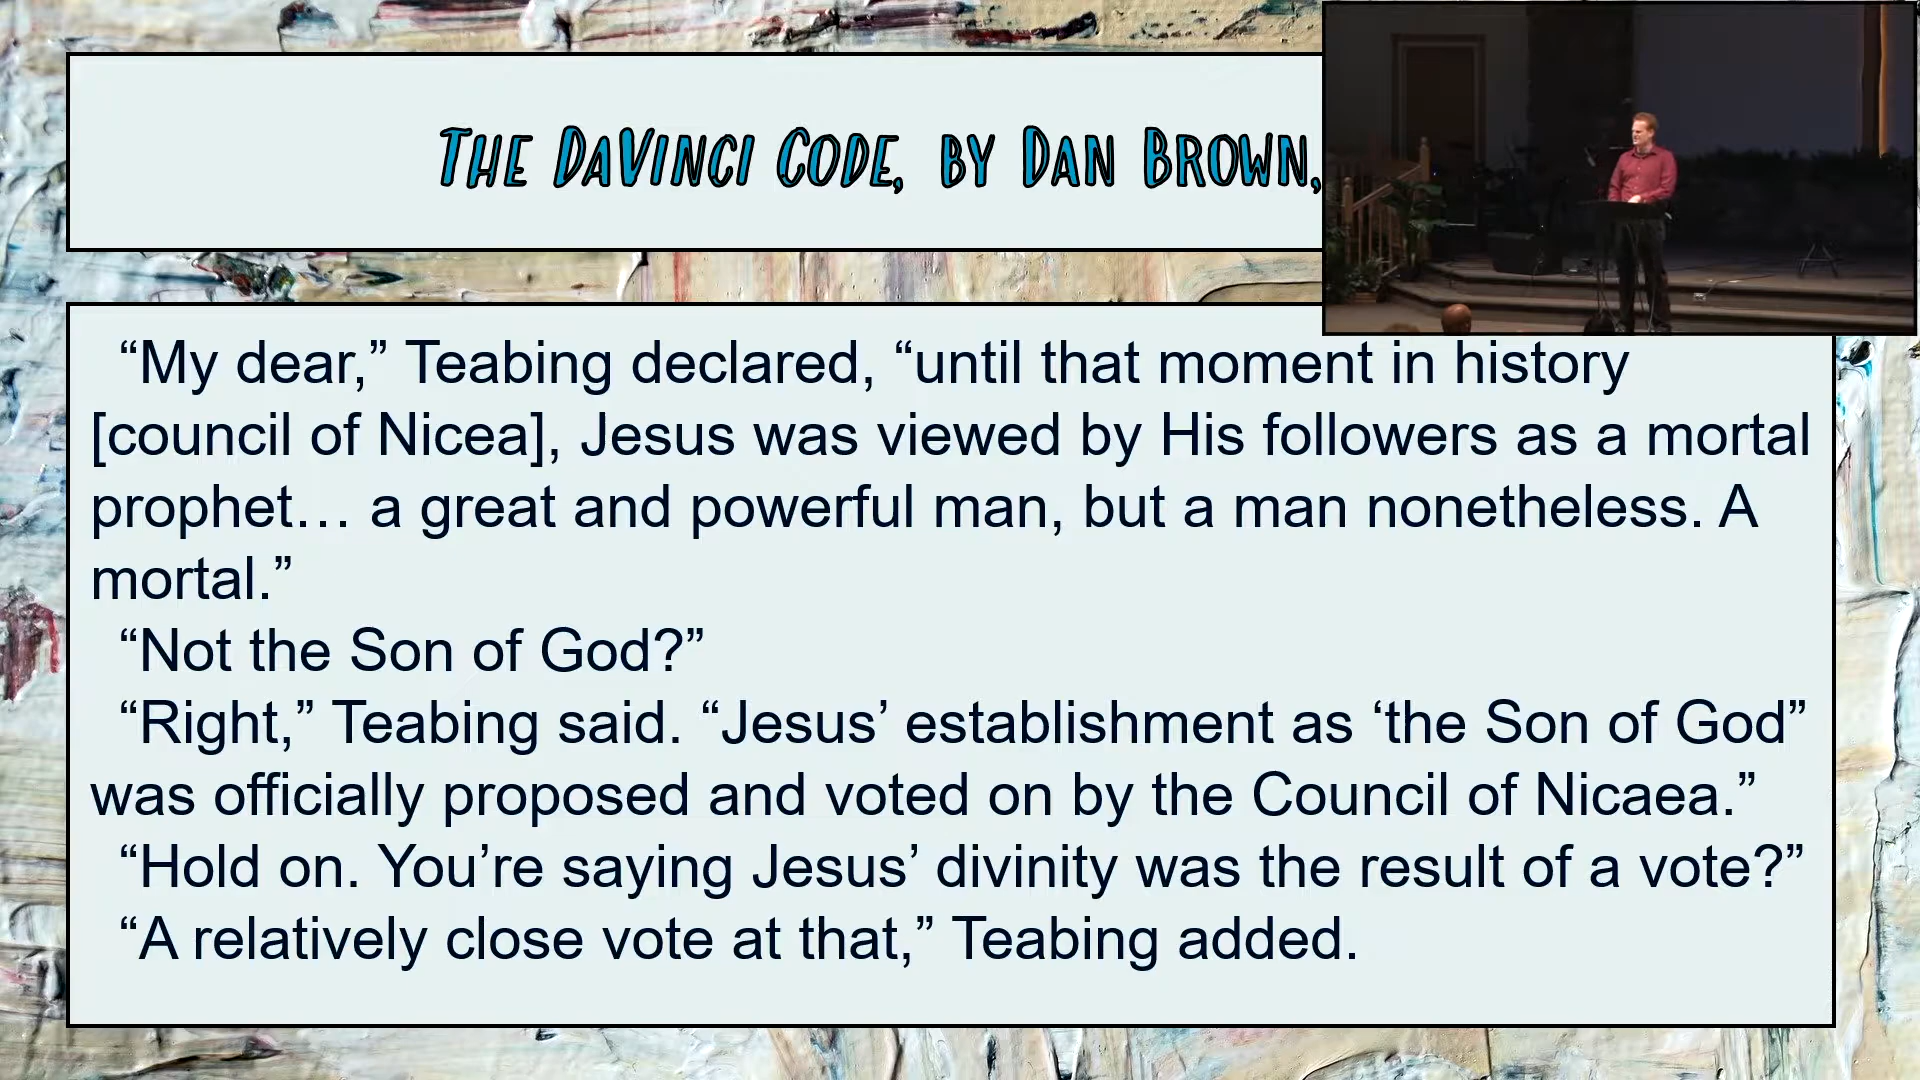 The DaVinci Code, by Dan Brown,
“My dear,” Teabing declared, “until that moment in history
[council of Nicea], Jesus was viewed by His followers as a mortal
prophet… a great and powerful man, but a man nonetheless. A
mortal.”
“Not the Son of God?”
“Right,” Teabing said. “Jesus’ establishment as ‘the Son of God”
was officially proposed and voted on by the Council of Nicaea.”
“Hold on. You’re saying Jesus’ divinity was the result of a vote?”
“A relatively close vote at that,” Teabing added.